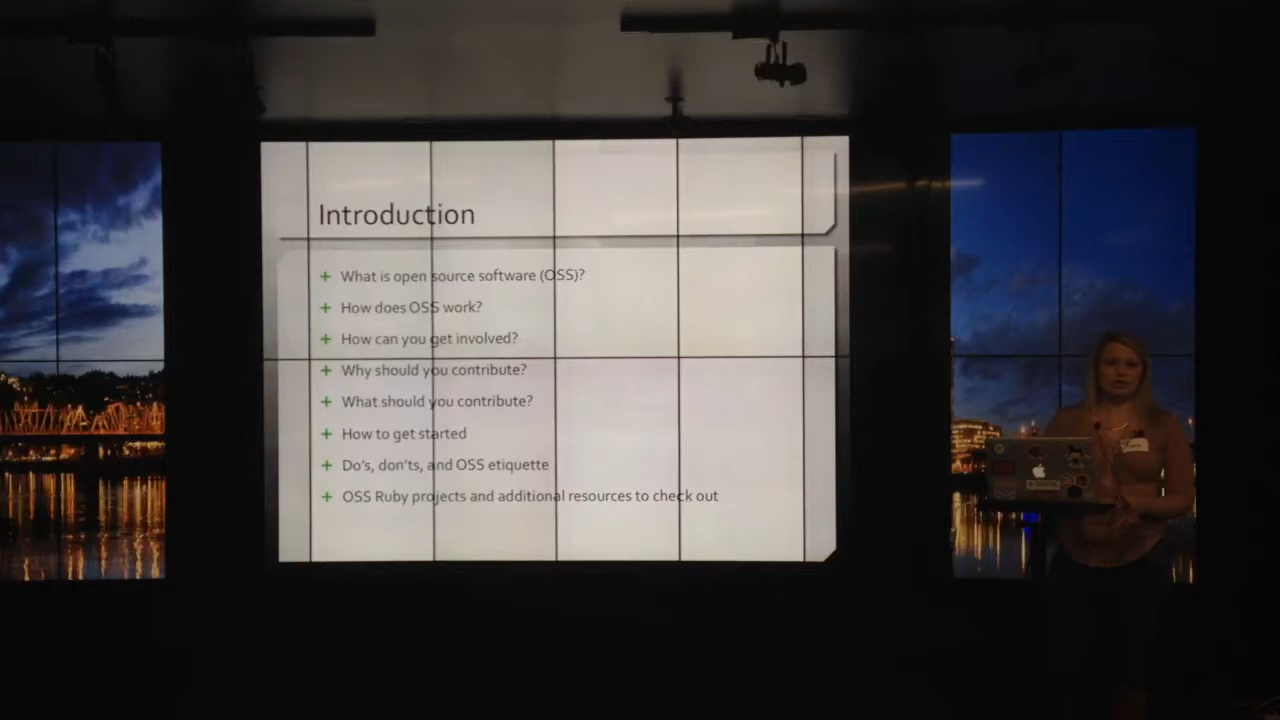 Introduction
+ What is open source software (OSS)?
+ How does OSS work?
+ How can you get involved?
+ Why should you contribute?
+ What should you contribute?
+ How to get started
+ Do's, don'ts, and OSS etiquette
+ OSS Ruby projects and additional resources to check out